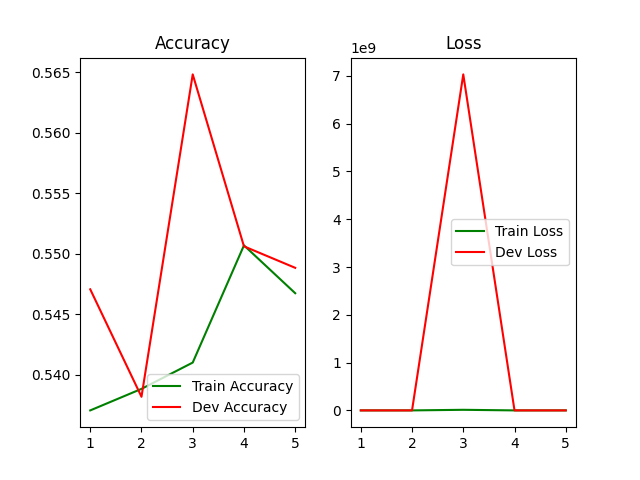 Accuracy
0.565
0.560
0.555
0.550
0.545
0.540
1 2 3 4 5
Train Accuracy
Dev Accuracy
Loss
1e9
7
6
5
4
3
2
1
0
1 2 3 4 5
Train Loss
Dev Loss